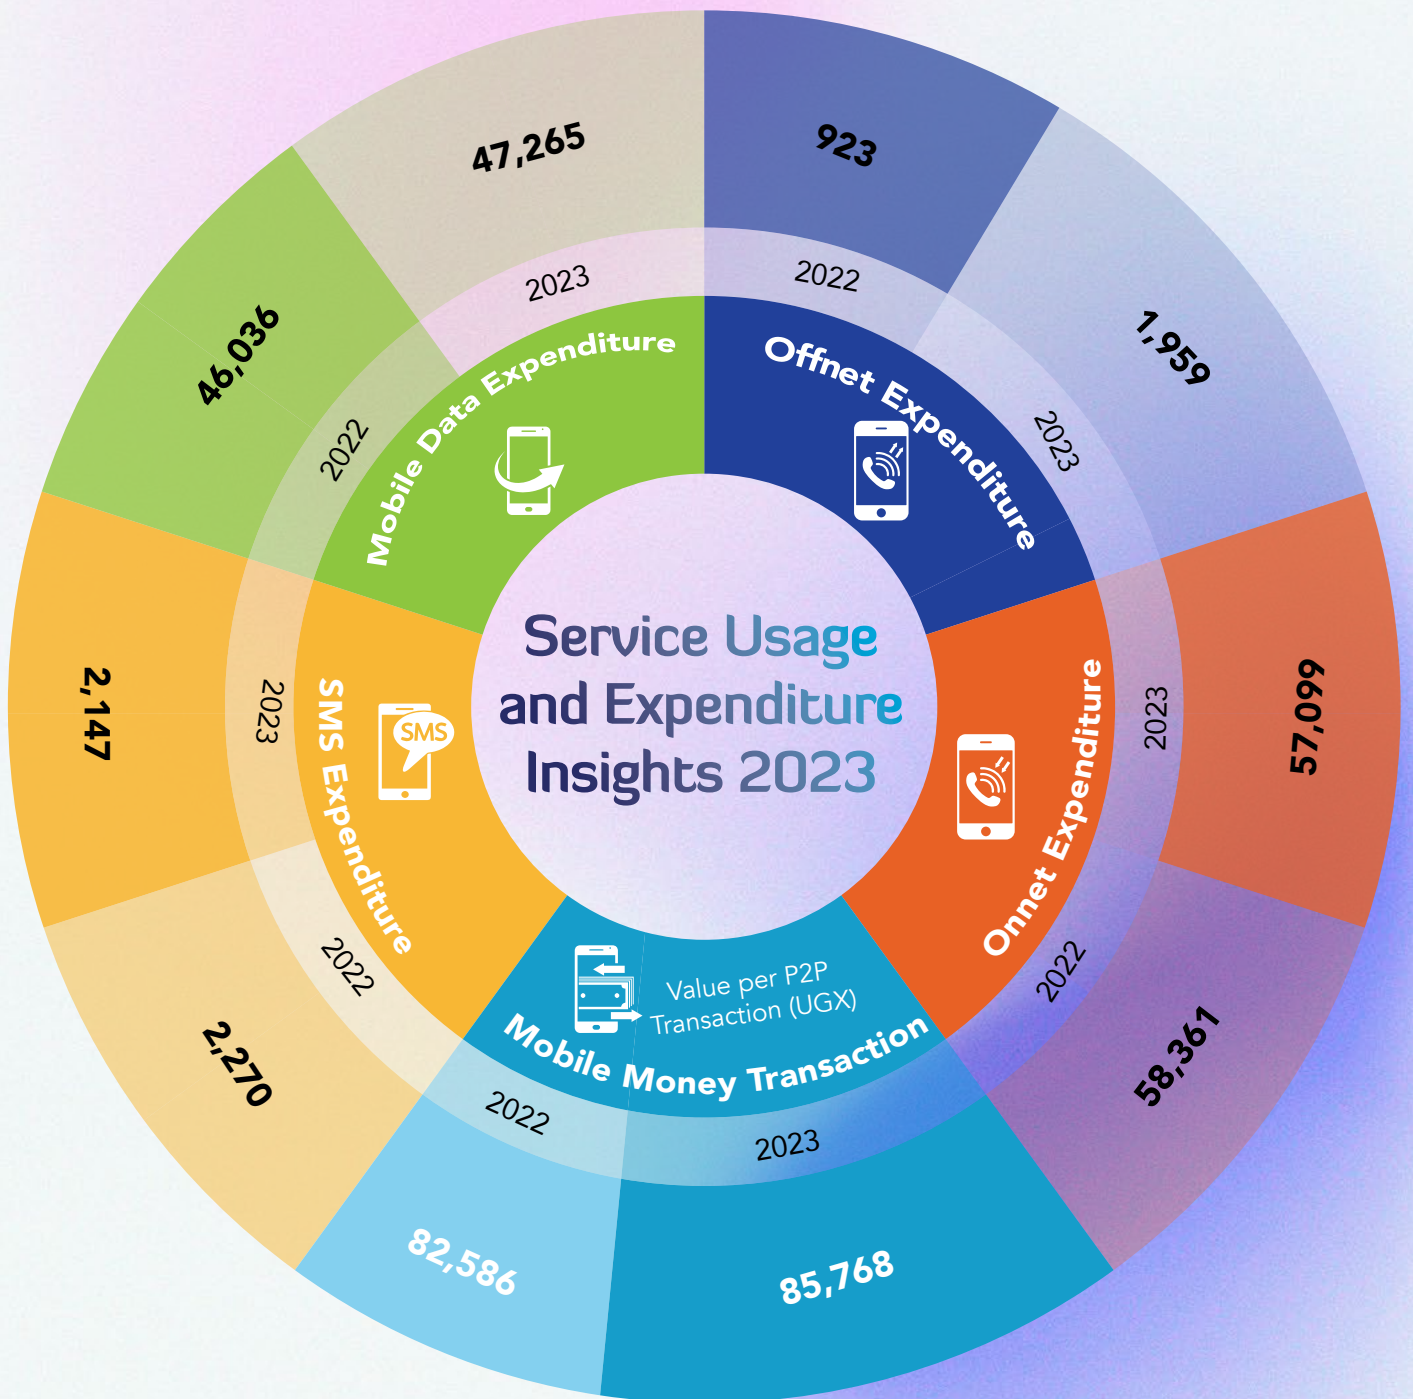 Service Usage
and Expenditure
Insights 2023
Offnet Expenditure
2022
923
2023
1,959
Onnet Expenditure
2023
57,099
2022
58,361
Mobile Money Transaction
Value per P2P
Transaction (UGX)
2023
85,768
2022
82,586
SMS Expenditure
SMS
2022
2,270
2023
2,147
Mobile Data Expenditure
2022
46,036
2023
47,265